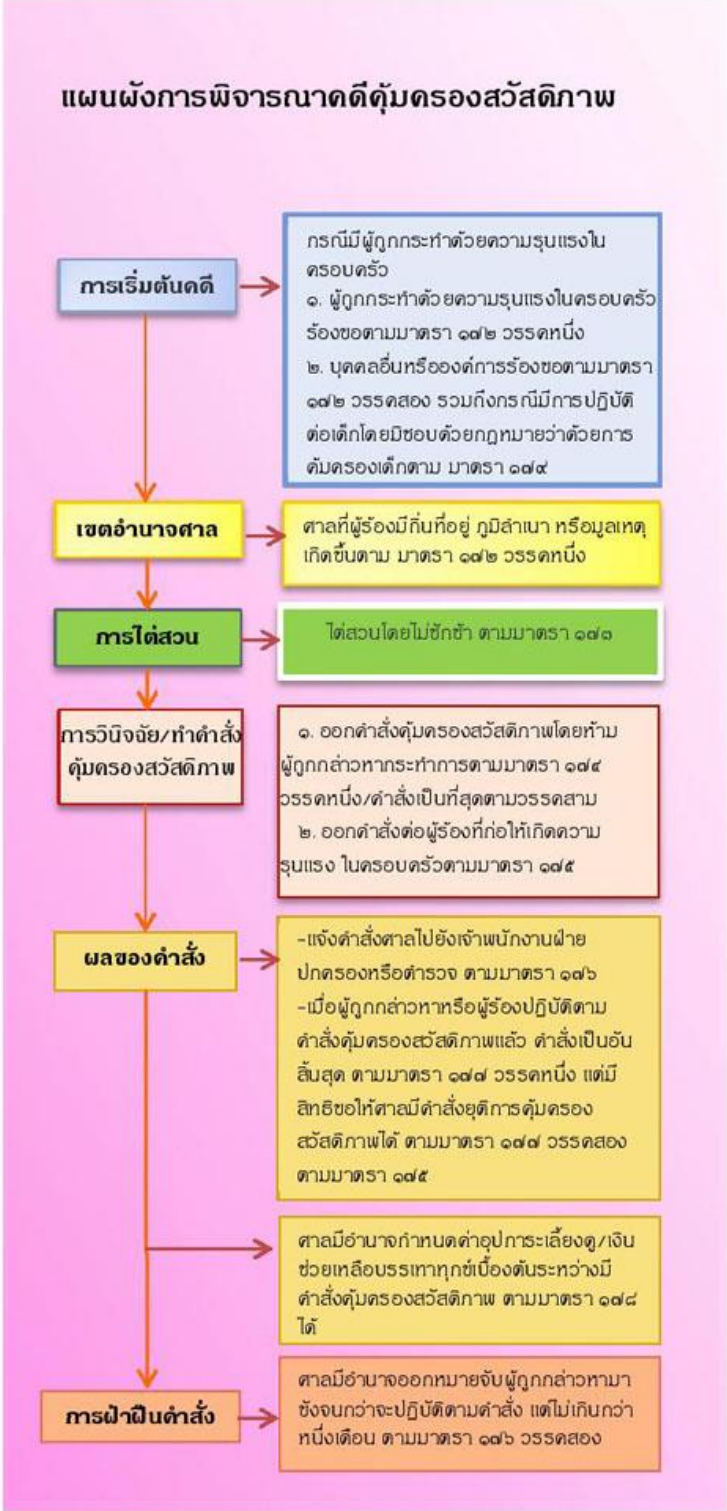 แผนผังการพิจารณาคดีคุ้มครองสวัสดิภาพ
การเริ่มต้นคดี
กรณีมีผู้ถูกกระทำด้วยความรุนแรงใน
ครอบครัว
๑. ผู้ถูกกระทำด้วยความรุนแรงในครอบครัว
ร้องขอตามมาตรา ๑๗๒ วรรคหนึ่ง
๒. บุคคลอื่นหรือองค์การร้องขอตามมาตรา
๑๗๒ วรรคสอง รวมถึงกรณีมีการปฏิบัติ
ต่อเด็กโดยมิชอบด้วยกฎหมายว่าด้วยการ
คุ้มครองเด็กตาม มาตรา ๑๗๙
เขตอำนาจศาล
ศาลที่ผู้ร้องมีถิ่นที่อยู่ ภูมิลำเนา หรือมูลเหตุ
เกิดขึ้นตาม มาตรา ๑๗๒ วรรคหนึ่ง
การไต่สวน
ไต่สวนโดยไม่ชักช้า ตามมาตรา ๑๗๓
การวินิจฉัย/ทำคำสั่ง
คุ้มครองสวัสดิภาพ
๑. ออกคำสั่งคุ้มครองสวัสดิภาพโดยห้าม
ผู้ถูกกล่าวหากระทำการตามมาตรา ๑๗๔
วรรคหนึ่ง/คำสั่งเป็นที่สุดตามวรรคสาม
๒. ออกคำสั่งต่อผู้ร้องที่ก่อให้เกิดความ
รุนแรง ในครอบครัวตามมาตรา ๑๗๕
ผลของคำสั่ง
-แจ้งคำสั่งศาลไปยังเจ้าพนักงานฝ่าย
ปกครองหรือตำรวจ ตามมาตรา ๑๗๖
-เมื่อผู้ถูกกล่าวหาหรือผู้ร้องปฏิบัติตาม
คำสั่งคุ้มครองสวัสดิภาพแล้ว คำสั่งเป็นอัน
สิ้นสุด ตามมาตรา ๑๗๗ วรรคหนึ่ง แต่มี
สิทธิขอให้ศาลมีคำสั่งยุติการคุ้มครอง
สวัสดิภาพได้ ตามมาตรา ๑๗๗ วรรคสอง
ตามมาตรา ๑๗๕
ศาลมีอำนาจกำหนดค่าอุปการะเลี้ยงดู/เงิน
ช่วยเหลือบรรเทาทุกข์เบื้องต้นระหว่างมี
คำสั่งคุ้มครองสวัสดิภาพ ตามมาตรา ๑๗๘
ได้
การฝ่าฝืนคำสั่ง
ศาลมีอำนาจออกหมายจับผู้ถูกกล่าวหามา
ขังจนกว่าจะปฏิบัติตามคำสั่ง แต่ไม่เกินกว่า
หนึ่งเดือน ตามมาตรา ๑๗๖ วรรคสอง